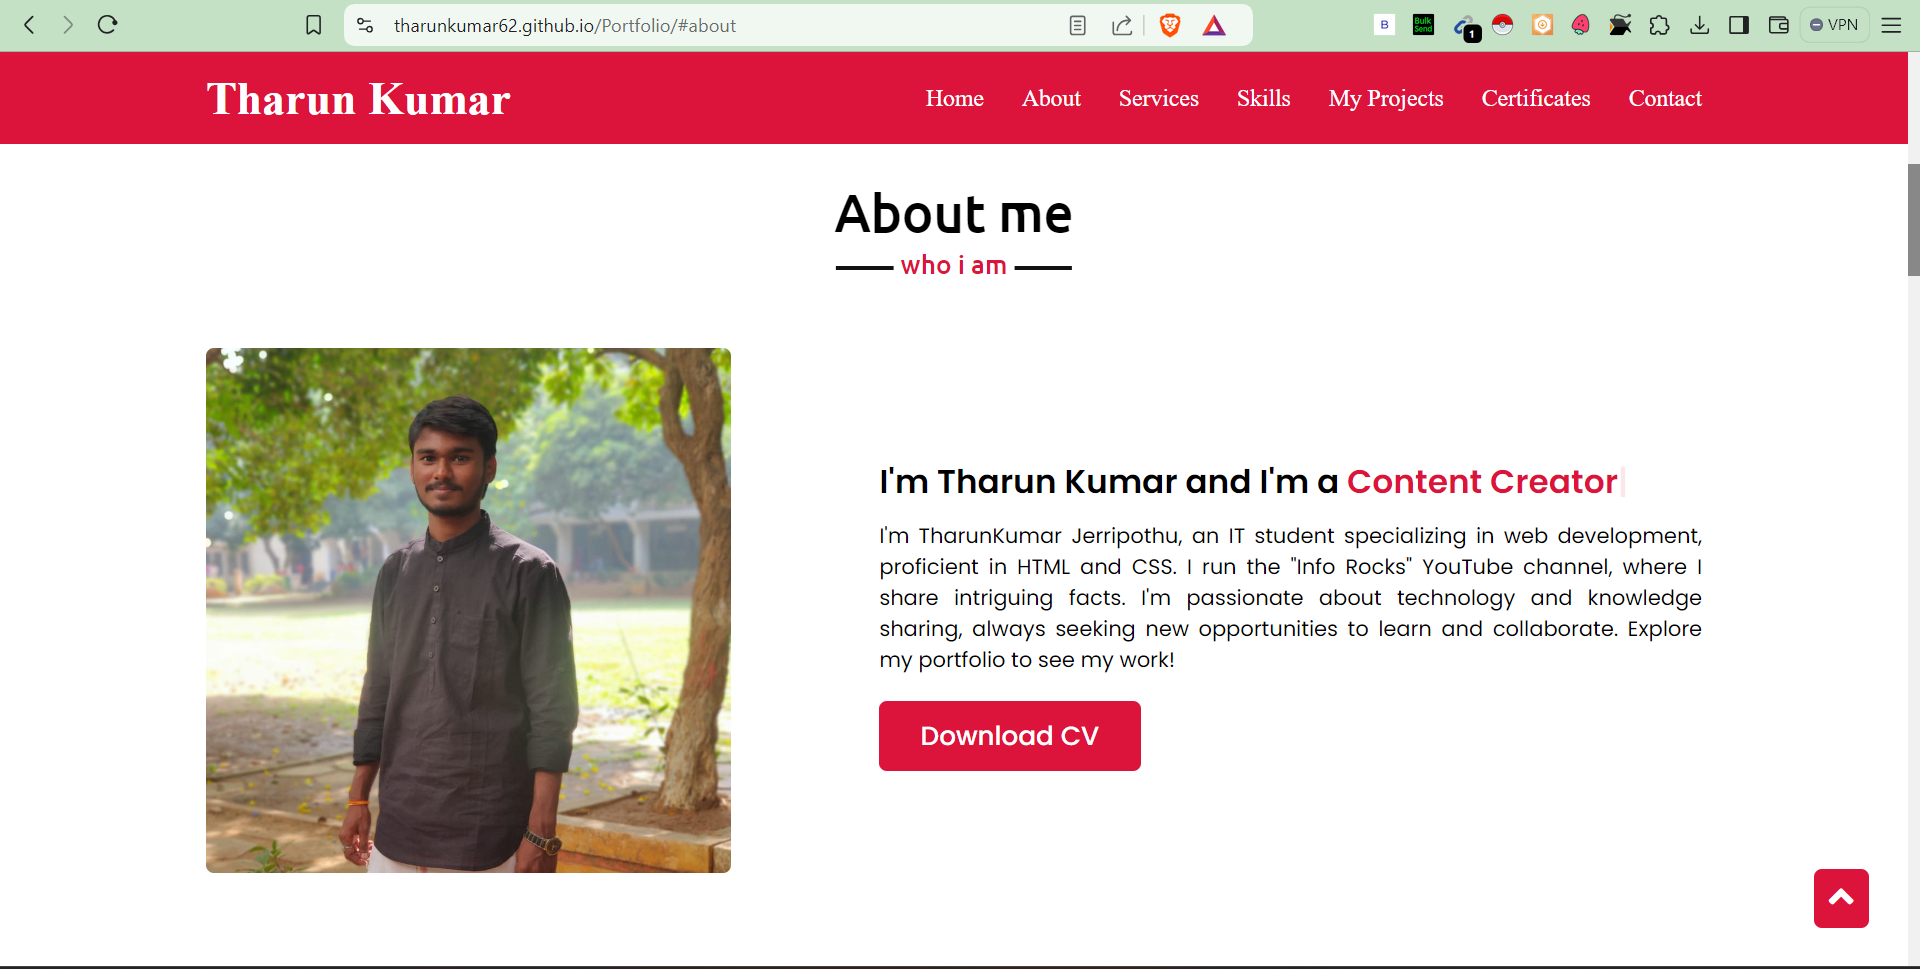 tharunkumar62.github.io/Portfolio/#about
B
Bulk
Send
1
VPN
Tharun Kumar
Home About Services Skills My Projects Certificates Contact
About me
who i am
I'm Tharun Kumar and I'm a Content Creator
I'm TharunKumar Jerripothu, an IT student specializing in web development,
proficient in HTML and CSS. I run the "Info Rocks" YouTube channel, where I
share intriguing facts. I'm passionate about technology and knowledge
sharing, always seeking new opportunities to learn and collaborate. Explore
my portfolio to see my work!
Download CV